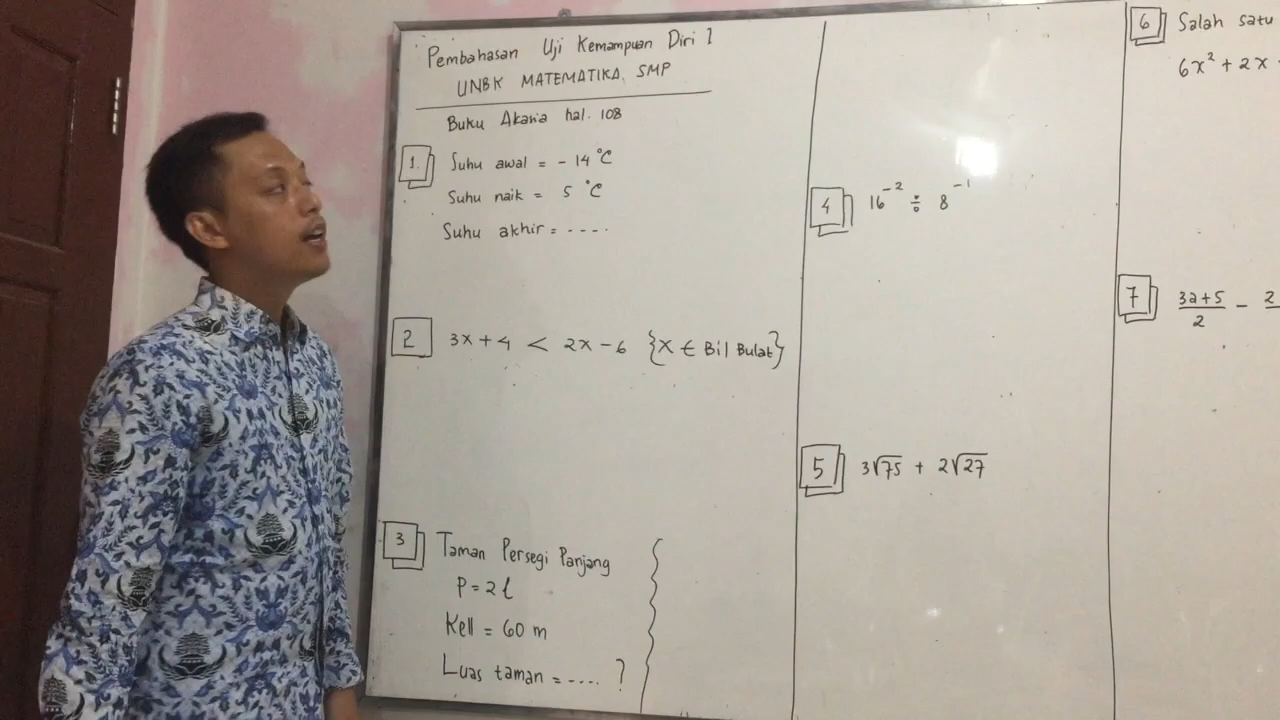 Pembahasan Uji Kemampuan Diri 1
UNBK MATEMATIKA SMP
Buku Akasia hal. 108
1. Suhu awal = - 14 °C
Suhu naik = 5 °C
Suhu akhir = ----.
2 3x + 4 < 2x - 6 {x ∈ Bil Bulat}
3 Taman Persegi Panjang
P = 2 l
Kell = 60 m
Luas taman = ----. ?
4 16⁻² ÷ 8⁻¹
5 3√75 + 2√27
6 Salah satu
6x² + 2x
7 3a+5/2 - 2